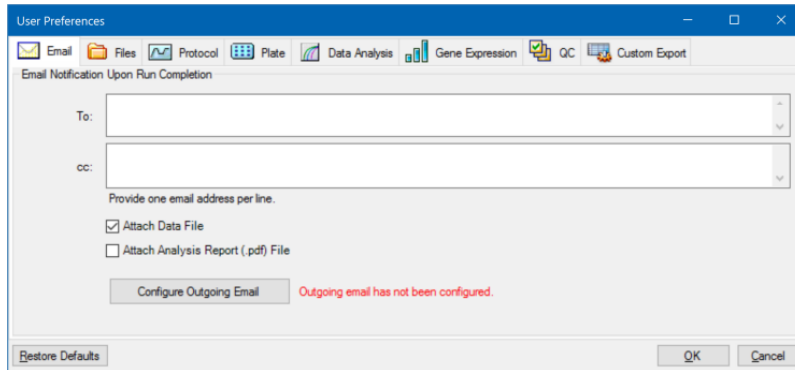 User Preferences
Email Files Protocol Plate Data Analysis Gene Expression QC Custom Export
Email Notification Upon Run Completion
To:
cc:
Provide one email address per line.
Attach Data File
Attach Analysis Report (.pdf) File
Configure Outgoing Email Outgoing email has not been configured.
Restore Defaults OK Cancel